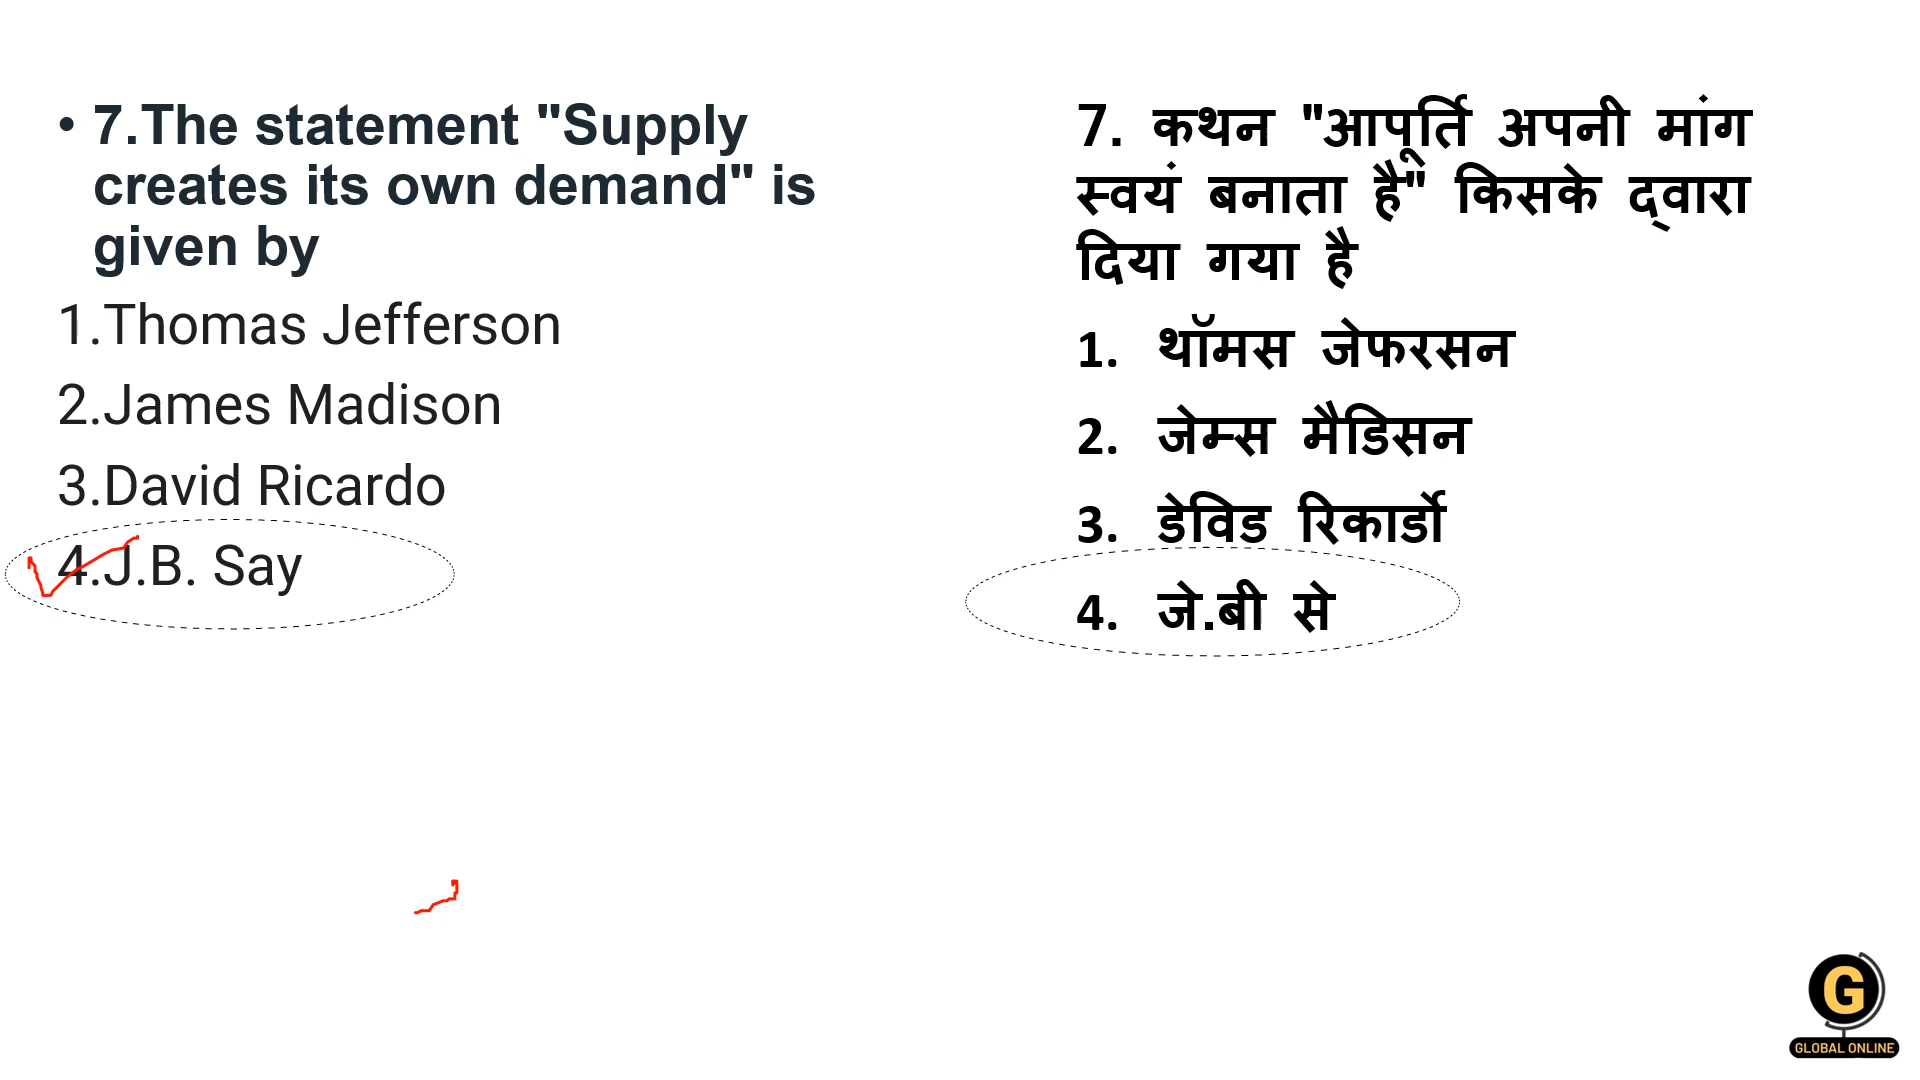 • 7.The statement "Supply
creates its own demand" is
given by
1.Thomas Jefferson
2.James Madison
3.David Ricardo
4.J.B. Say
7. कथन "आपूर्ति अपनी मांग
स्वयं बनाता है" किसके द्वारा
दिया गया है
1. थॉमस जेफरसन
2. जेम्स मैडिसन
3. डेविड रिकार्डो
4. जे.बी से
G
GLOBAL ONLINE